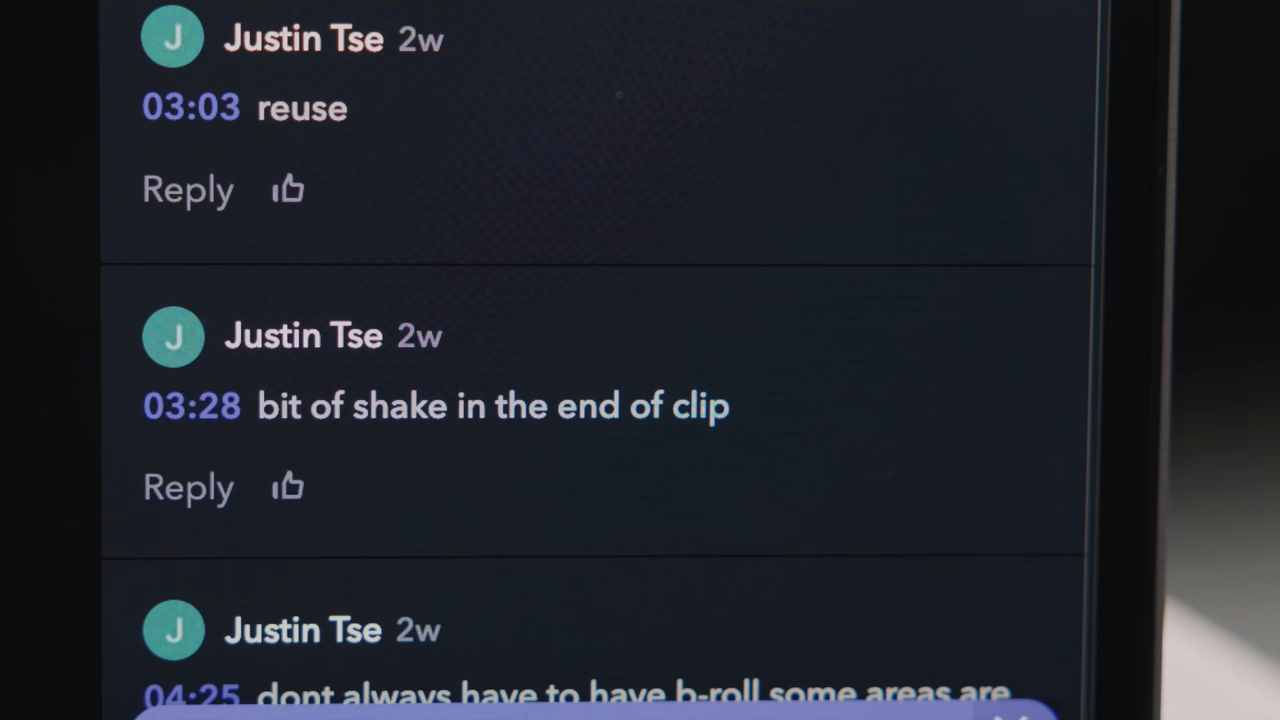 J Justin Tse 2w
03:03 reuse
Reply
J Justin Tse 2w
03:28 bit of shake in the end of clip
Reply
J Justin Tse 2w
04:25 dont always have to have b-roll some areas are